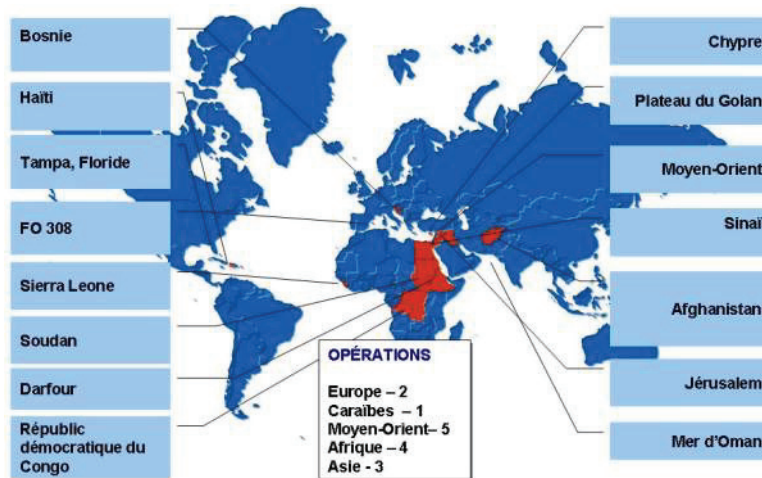 Bosnie
Haïti
Tampa, Floride
FO 308
Sierra Leone
Soudan
Darfour
Républic
démocratique du
Congo
OPÉRATIONS
Europe – 2
Caraïbes – 1
Moyen-Orient– 5
Afrique – 4
Asie - 3
Chypre
Plateau du Golan
Moyen-Orient
Sinaï
Afghanistan
Jérusalem
Mer d'Oman